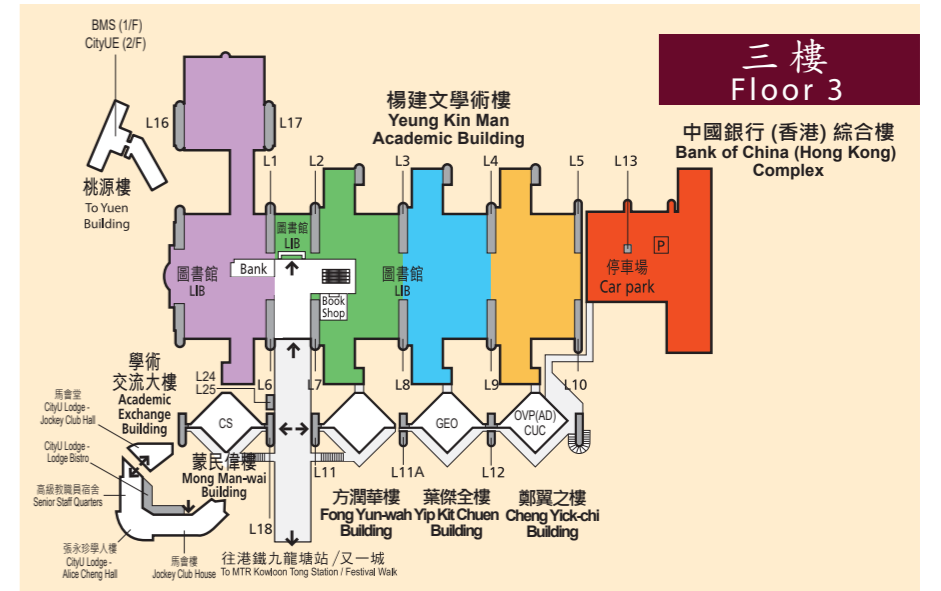 BMS (1/F)
CityUE (2/F)
三樓
Floor 3
楊建文學術樓
Yeung Kin Man
Academic Building
中國銀行 (香港) 綜合樓
Bank of China (Hong Kong)
Complex
L16
L17
桃源樓
To Yuen
Building
L1
L2
L3
L4
L5
L13
圖書館
LIB
P
圖書館
LIB
Bank
圖書館
LIB
停車場
Car park
Book
Shop
學術
交流大樓
Academic
Exchange
Building
L24
L25
L6
L7
L8
L9
L10
馬會堂
CityU Lodge -
Jockey Club Hall
CS
GEO
OVP(AD)
CUC
CityU Lodge -
Lodge Bistro
蒙民偉樓
Mong Man-wai
Building
L11
L11A
L12
高級教職員宿舍
Senior Staff Quarters
方潤華樓
Fong Yun-wah
Building
葉傑全樓
Yip Kit Chuen
Building
鄭翼之樓
Cheng Yick-chi
Building
L18
張永珍學人樓
CityU Lodge -
Alice Cheng Hall
馬會樓
Jockey Club House
往港鐵九龍塘站 /又一城
To MTR Kowloon Tong Station / Festival Walk